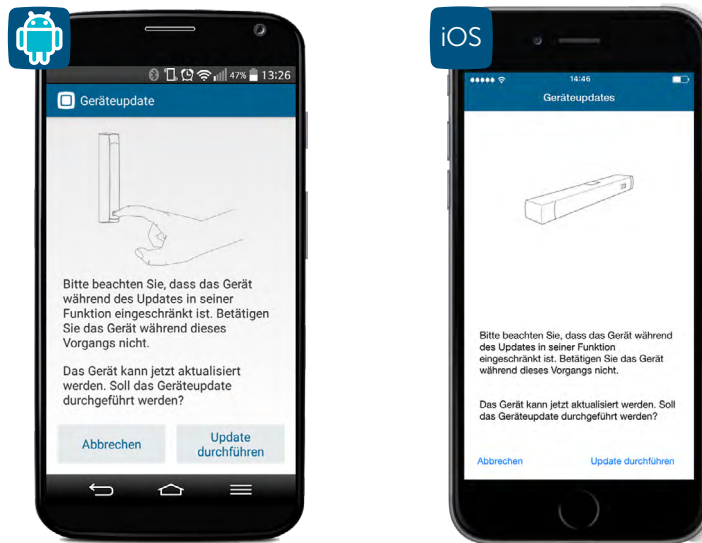 47% 13:26
Geräteupdate
Bitte beachten Sie, dass das Gerät
während des Updates in seiner
Funktion eingeschränkt ist. Betätigen
Sie das Gerät während dieses
Vorgangs nicht.
Das Gerät kann jetzt aktualisiert
werden. Soll das Geräteupdate
durchgeführt werden?
Abbrechen
Update
durchführen
iOS
14:46
Geräteupdates
Bitte beachten Sie, dass das Gerät während
des Updates in seiner Funktion
eingeschränkt ist. Betätigen Sie das Gerät
während dieses Vorgangs nicht.
Das Gerät kann jetzt aktualisiert werden. Soll
das Geräteupdate durchgeführt werden?
Abbrechen
Update durchführen